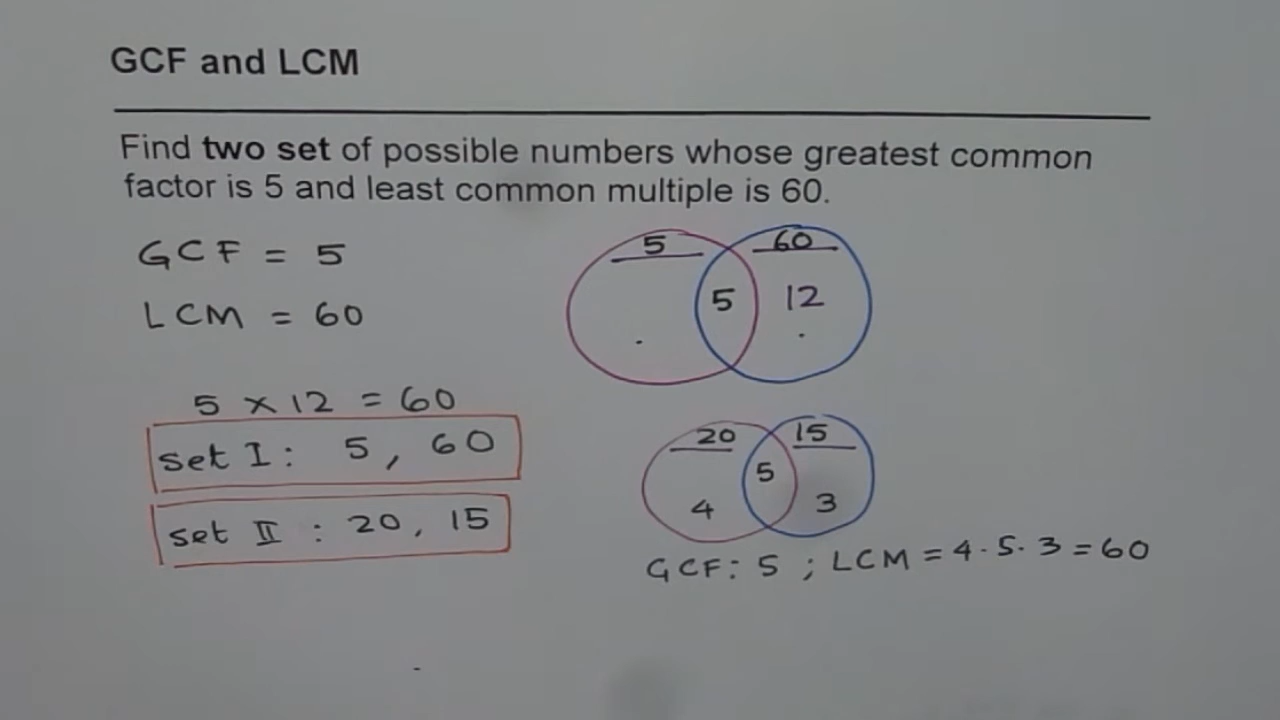 GCF and LCM
Find two set of possible numbers whose greatest common
factor is 5 and least common multiple is 60.
GCF = 5
LCM = 60
5 60
5 12
5 × 12 = 60
set I : 5, 60
set II : 20, 15
20 15
5
4 3
GCF: 5 ; LCM = 4 · 5 · 3 = 60